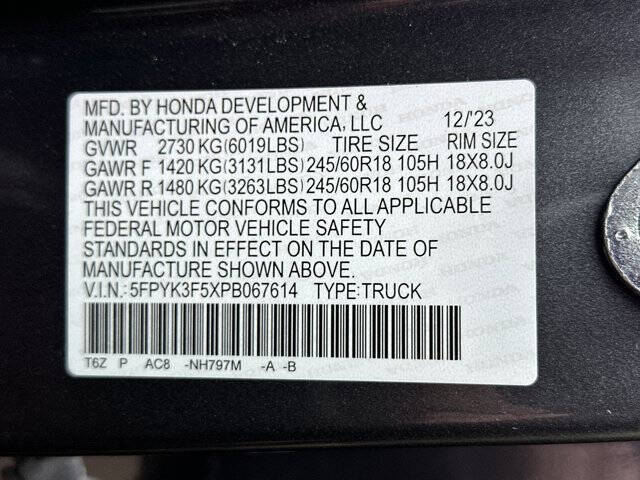 MFD. BY HONDA DEVELOPMENT &
MANUFACTURING OF AMERICA, LLC 12/'23
GVWR 2730 KG(6019LBS) TIRE SIZE RIM SIZE
GAWR F 1420 KG(3131LBS) 245/60R18 105H 18X8.0J
GAWR R 1480 KG(3263LBS) 245/60R18 105H 18X8.0J
THIS VEHICLE CONFORMS TO ALL APPLICABLE
FEDERAL MOTOR VEHICLE SAFETY
STANDARDS IN EFFECT ON THE DATE OF
MANUFACTURE SHOWN ABOVE.
V.I.N.: 5FPYK3F5XPB067614 TYPE:TRUCK
T6Z P AC8 -NH797M -A -B